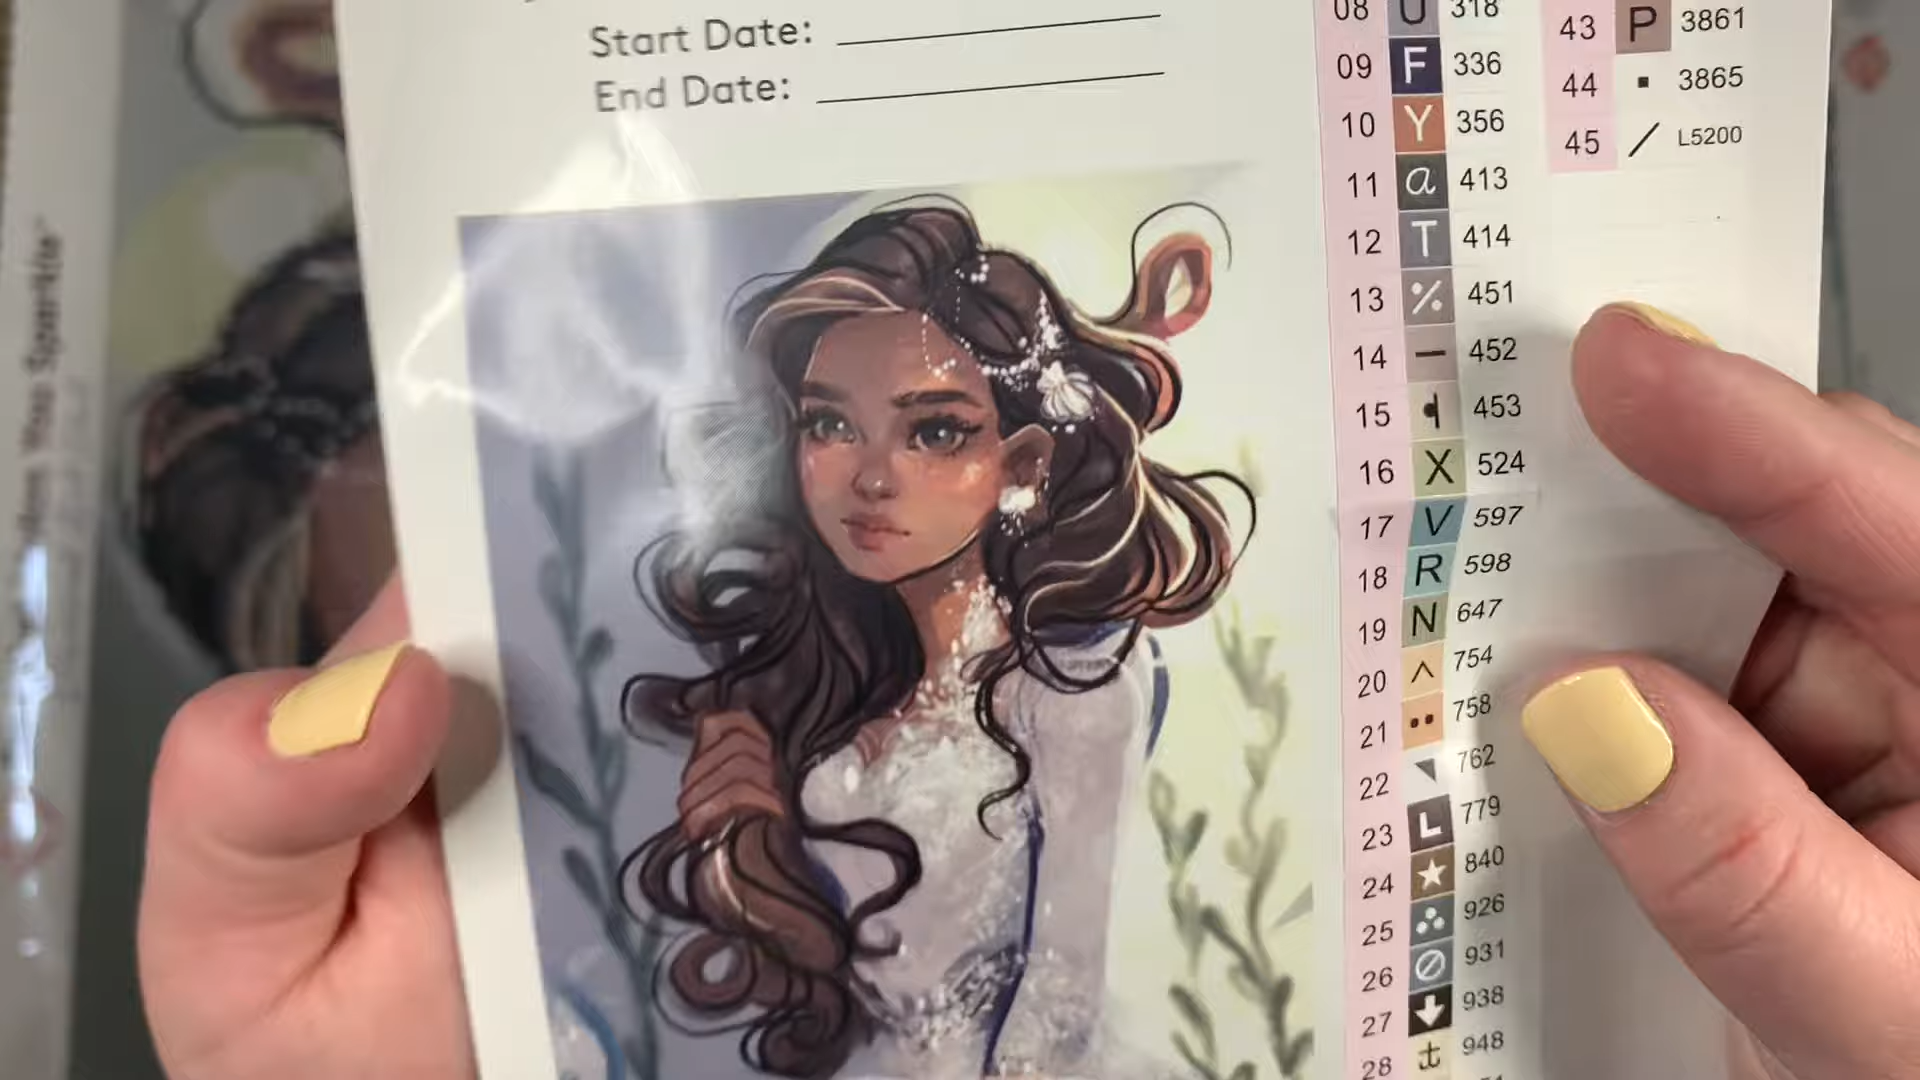 Start Date:
End Date:
08 U 318
09 F 336
10 Y 356
11 a 413
12 T 414
13 % 451
14 — 452
15 453
16 X 524
17 V 597
18 R 598
19 N 647
20 ^ 754
21 •• 758
22 ◥ 762
23 L 779
24 ★ 840
25 926
26 ⊘ 931
27 ⬇ 938
28 948
43 P 3861
44 ▪ 3865
45 / L5200
You Sparkle